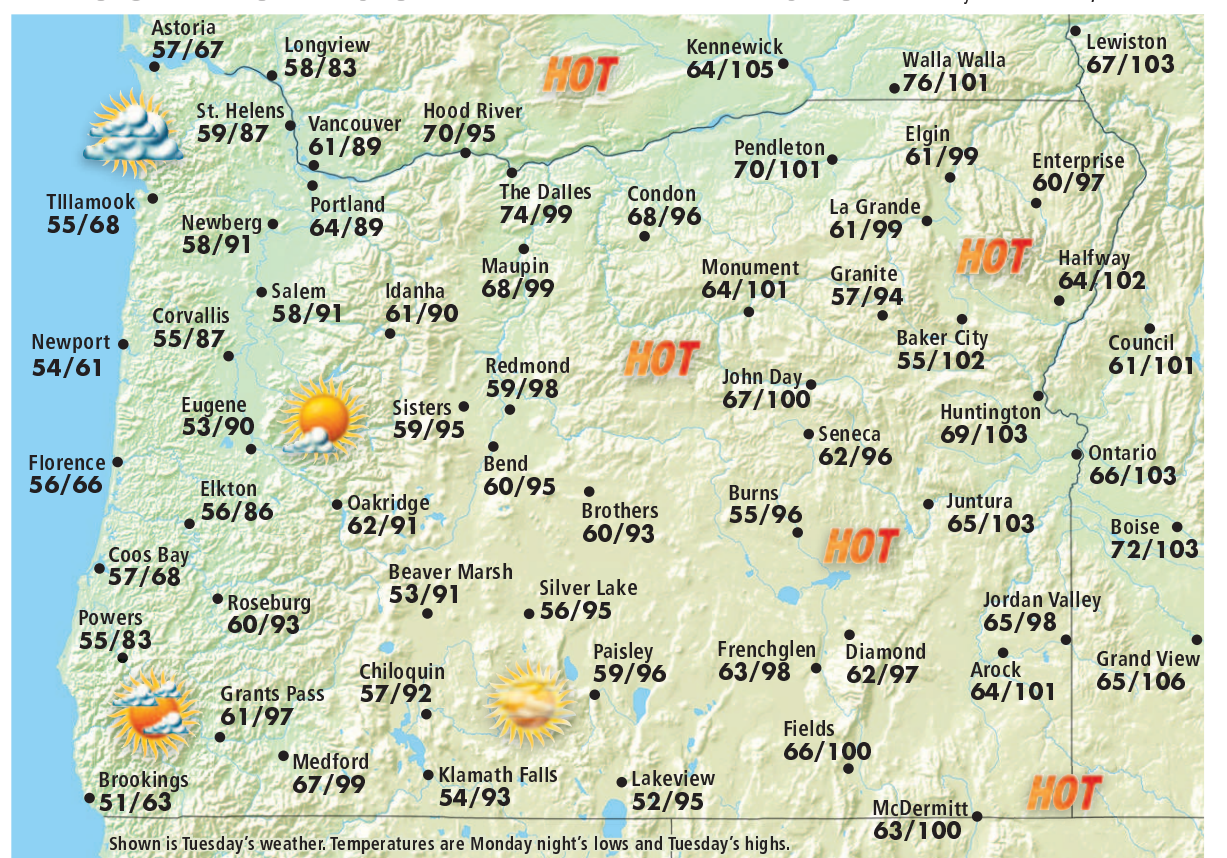 Astoria
57/67
Longview
58/83
HOT
Kennewick
64/105
Walla Walla
76/101
Lewiston
67/103
St. Helens
59/87
Vancouver
61/89
Hood River
70/95
Pendleton
70/101
Elgin
61/99
Enterprise
60/97
TIllamook
55/68
Newberg
58/91
Portland
64/89
The Dalles
74/99
Condon
68/96
La Grande
61/99
HOT
Maupin
68/99
Monument
64/101
Granite
57/94
Halfway
64/102
Salem
58/91
Idanha
61/90
Corvallis
55/87
Newport
54/61
Baker City
55/102
Council
61/101
HOT
Redmond
59/98
John Day
67/100
Eugene
53/90
Sisters
59/95
Huntington
69/103
Seneca
62/96
Florence
56/66
Bend
60/95
Ontario
66/103
Elkton
56/86
Oakridge
62/91
Brothers
60/93
Burns
55/96
Juntura
65/103
Boise
72/103
HOT
Coos Bay
57/68
Beaver Marsh
53/91
Silver Lake
56/95
Roseburg
60/93
Powers
55/83
Jordan Valley
65/98
Paisley
59/96
Frenchglen
63/98
Diamond
62/97
Arock
64/101
Grand View
65/106
Chiloquin
57/92
Grants Pass
61/97
Fields
66/100
Medford
67/99
Klamath Falls
54/93
Lakeview
52/95
Brookings
51/63
HOT
McDermitt
63/100
Shown is Tuesday's weather. Temperatures are Monday night's lows and Tuesday's highs.